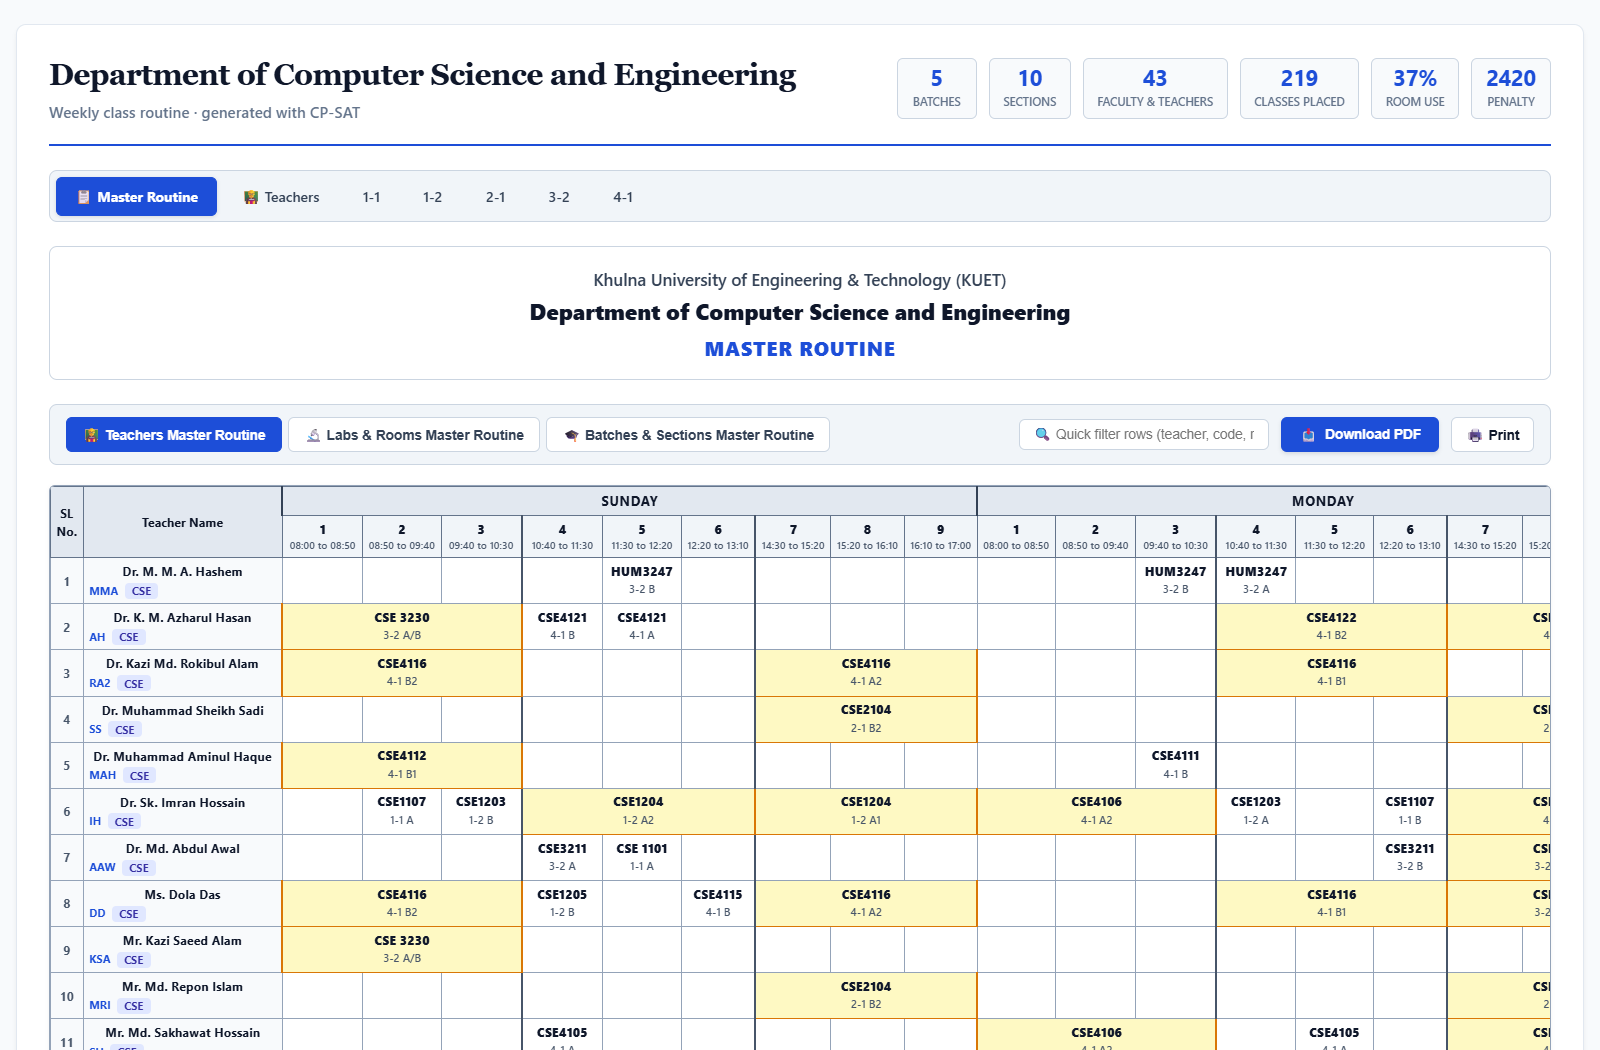 Department of Computer Science and Engineering
Weekly class routine · generated with CP-SAT
5 BATCHES
10 SECTIONS
43 FACULTY & TEACHERS
219 CLASSES PLACED
37% ROOM USE
2420 PENALTY
Master Routine Teachers 1-1 1-2 2-1 3-2 4-1
Khulna University of Engineering & Technology (KUET)
Department of Computer Science and Engineering
MASTER ROUTINE
Teachers Master Routine Labs & Rooms Master Routine Batches & Sections Master Routine Quick filter rows (teacher, code, r Download PDF Print
SL No. Teacher Name SUNDAY MONDAY
1 2 3 4 5 6 7 8 9 1 2 3 4 5 6 7
08:00 to 08:50 08:50 to 09:40 09:40 to 10:30 10:40 to 11:30 11:30 to 12:20 12:20 to 13:10 14:30 to 15:20 15:20 to 16:10 16:10 to 17:00 08:00 to 08:50 08:50 to 09:40 09:40 to 10:30 10:40 to 11:30 11:30 to 12:20 12:20 to 13:10 14:30 to 15:20 15:20
1 Dr. M. M. A. Hashem HUM3247 HUM3247 HUM3247
MMA CSE 3-2 B 3-2 B 3-2 A
2 Dr. K. M. Azharul Hasan CSE 3230 CSE4121 CSE4121 CSE4122
AH CSE 3-2 A/B 4-1 B 4-1 A 4-1 B2
3 Dr. Kazi Md. Rokibul Alam CSE4116 CSE4116 CSE4116
RA2 CSE 4-1 B2 4-1 A2 4-1 B1
4 Dr. Muhammad Sheikh Sadi CSE2104
SS CSE 2-1 B2
5 Dr. Muhammad Aminul Haque CSE4112 CSE4111
MAH CSE 4-1 B1 4-1 B
6 Dr. Sk. Imran Hossain CSE1107 CSE1203 CSE1204 CSE1204 CSE4106 CSE1203 CSE1107
IH CSE 1-1 A 1-2 B 1-2 A2 1-2 A1 4-1 A2 1-2 A 1-1 B
7 Dr. Md. Abdul Awal CSE3211 CSE 1101 CSE3211
AAW CSE 3-2 A 1-1 A 3-2 B
8 Ms. Dola Das CSE4116 CSE1205 CSE4115 CSE4116 CSE4116
DD CSE 4-1 B2 1-2 B 4-1 B 4-1 A2 4-1 B1
9 Mr. Kazi Saeed Alam CSE 3230
KSA CSE 3-2 A/B
10 Mr. Md. Repon Islam CSE2104
MRI CSE 2-1 B2
11 Mr. Md. Sakhawat Hossain CSE4105 CSE4106 CSE4105